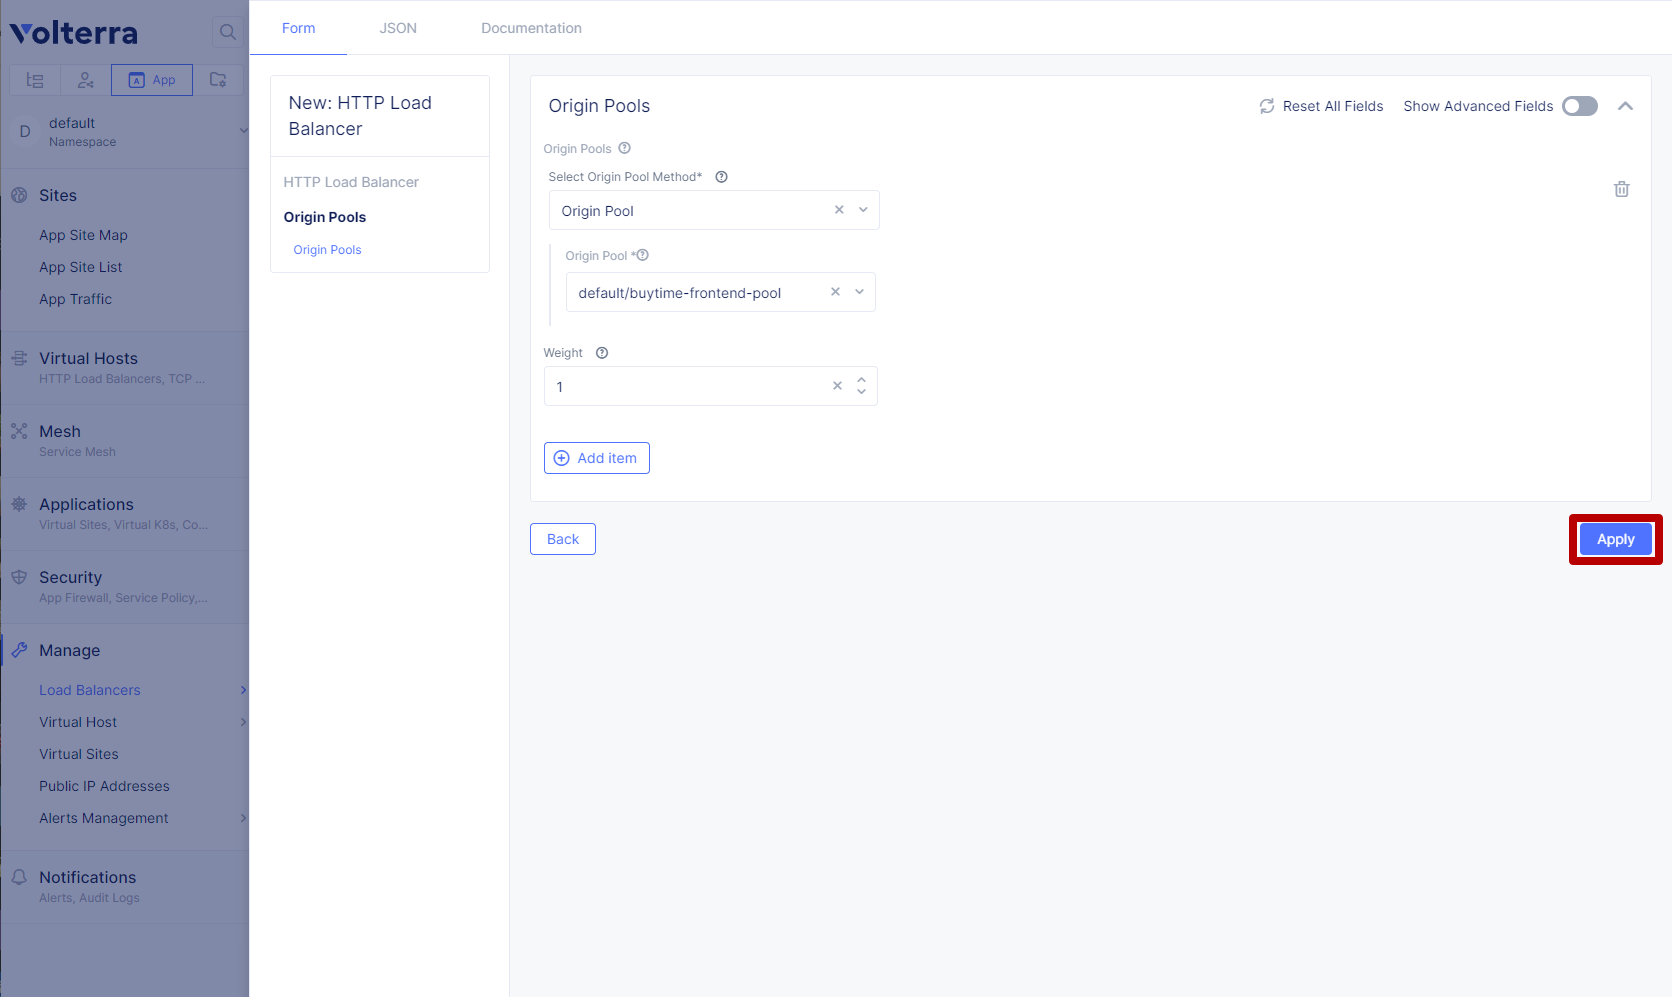 Volterra
App
D
default
Namespace
Sites
App Site Map
App Site List
App Traffic
Virtual Hosts
HTTP Load Balancers, TCP ...
Mesh
Service Mesh
Applications
Virtual Sites, Virtual K8s, Co...
Security
App Firewall, Service Policy,...
Manage
Load Balancers
Virtual Host
Virtual Sites
Public IP Addresses
Alerts Management
Notifications
Alerts, Audit Logs
Form
JSON
Documentation
New: HTTP Load
Balancer
HTTP Load Balancer
Origin Pools
Origin Pools
Origin Pools
Reset All Fields
Show Advanced Fields
Origin Pools
Select Origin Pool Method*
Origin Pool
Origin Pool *
default/buytime-frontend-pool
Weight
1
Add item
Back
Apply